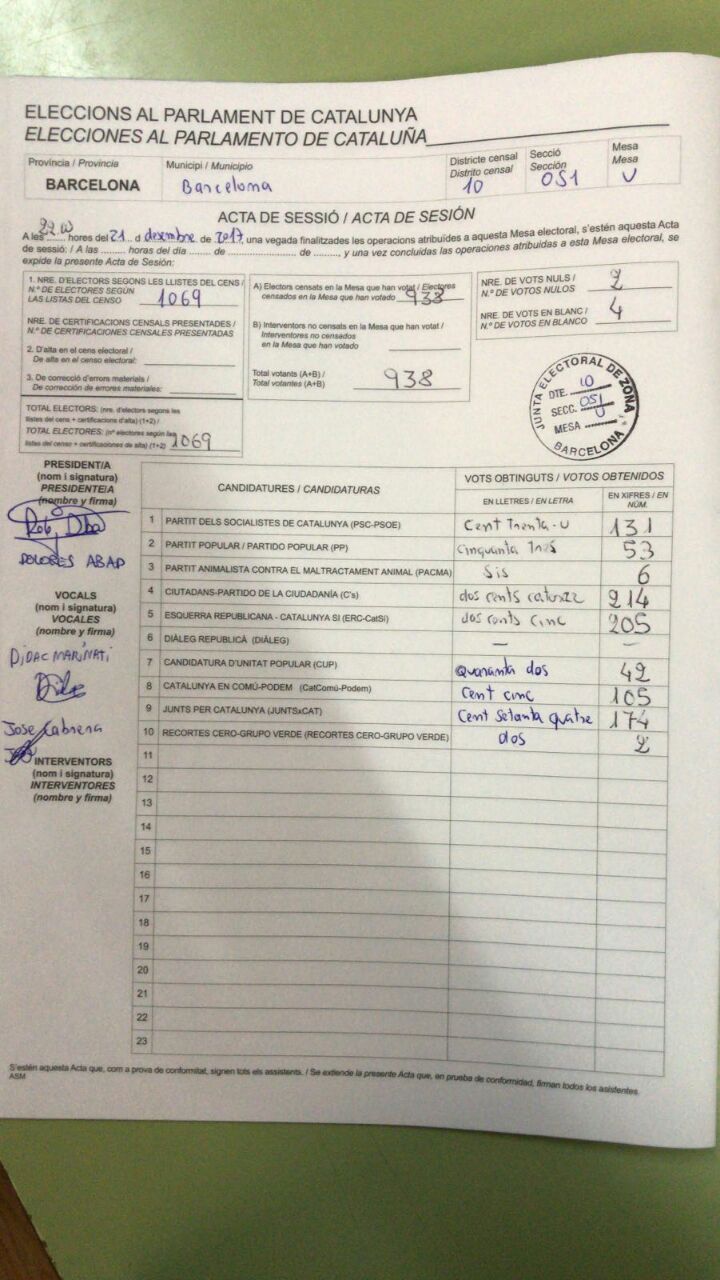 ELECCIONS AL PARLAMENT DE CATALUNYA
ELECCIONES AL PARLAMENTO DE CATALUÑA
Provincia / Provincia
BARCELONA
Municipi / Municipio
Barcelona
Districte censal
Distrito censal
10
Secció
Sección
051
Mesa
Mesa
U
ACTA DE SESSIÓ / ACTA DE SESIÓN
A les 22.00 hores del 21 d desembre de 2017, una vegada finalitzades les operacions atribuïdes a aquesta Mesa electoral, s'estén aquesta Acta
de sessió: / A las ......... horas del día ....... de .......................... de ........, y una vez concluidas las operaciones atribuidas a esta Mesa electoral, se
expide la presente Acta de Sesión:
1. NRE. D'ELECTORS SEGONS LES LLISTES DEL CENS /
N.º DE ELECTORES SEGÚN
LAS LISTAS DEL CENSO 1069
NRE. DE CERTIFICACIONS CENSALS PRESENTADES /
N.º DE CERTIFICACIONES CENSALES PRESENTADAS
2. D'alta en el cens electoral /
De alta en el censo electoral:
3. De correcció d'errors materials /
De corrección de errores materiales:
TOTAL ELECTORS: (nre. d'electors segons les
llistes del cens + certificacions d'alta) (1+2) /
TOTAL ELECTORES: (nº electores según las
listas del censo + certificaciones de alta) (1+2) 1069
A) Electors censats en la Mesa que han votat / Electores
censados en la Mesa que han votado 938
B) Interventors no censats en la Mesa que han votat /
Interventores no censados
en la Mesa que han votado
Total votants (A+B) /
Total votantes (A+B) 938
NRE. DE VOTS NULS /
N.º DE VOTOS NULOS 2
NRE. DE VOTS EN BLANC /
N.º DE VOTOS EN BLANCO 4
JUNTA ELECTORAL DE ZONA
DTE. 10
SECC. 051
MESA
BARCELONA
PRESIDENT/A
(nom i signatura)
PRESIDENTE/A
(nombre y firma)
DOLORES ABAD
VOCALS
(nom i signatura)
VOCALES
(nombre y firma)
Jose Cabrera
INTERVENTORS
(nom i signatura)
INTERVENTORES
(nombre y firma)
CANDIDATURES / CANDIDATURAS
VOTS OBTINGUTS / VOTOS OBTENIDOS
EN LLETRES / EN LETRA
EN XIFRES / EN NÚM.
1 PARTIT DELS SOCIALISTES DE CATALUNYA (PSC-PSOE) Cent Trenta-U 131
2 PARTIT POPULAR / PARTIDO POPULAR (PP) cinquanta Tres 53
3 PARTIT ANIMALISTA CONTRA EL MALTRACTAMENT ANIMAL (PACMA) Sis 6
4 CIUTADANS-PARTIDO DE LA CIUDADANÍA (C's) dos cents catorze 214
5 ESQUERRA REPUBLICANA - CATALUNYA SI (ERC-CatSí) dos cents cinc 205
6 DIÀLEG REPUBLICÀ (DIÀLEG) — —
7 CANDIDATURA D'UNITAT POPULAR (CUP) Quaranta dos 42
8 CATALUNYA EN COMÚ-PODEM (CatComú-Podem) Cent cinc 105
9 JUNTS PER CATALUNYA (JUNTSxCAT) Cent setanta quatre 174
10 RECORTES CERO-GRUPO VERDE (RECORTES CERO-GRUPO VERDE) dos 2
11
12
13
14
15
16
17
18
19
20
21
22
23
S'estén aquesta Acta que, com a prova de conformitat, signen tots els assistents. / Se extiende la presente Acta que, en prueba de conformidad, firman todos los asistentes.
ASM